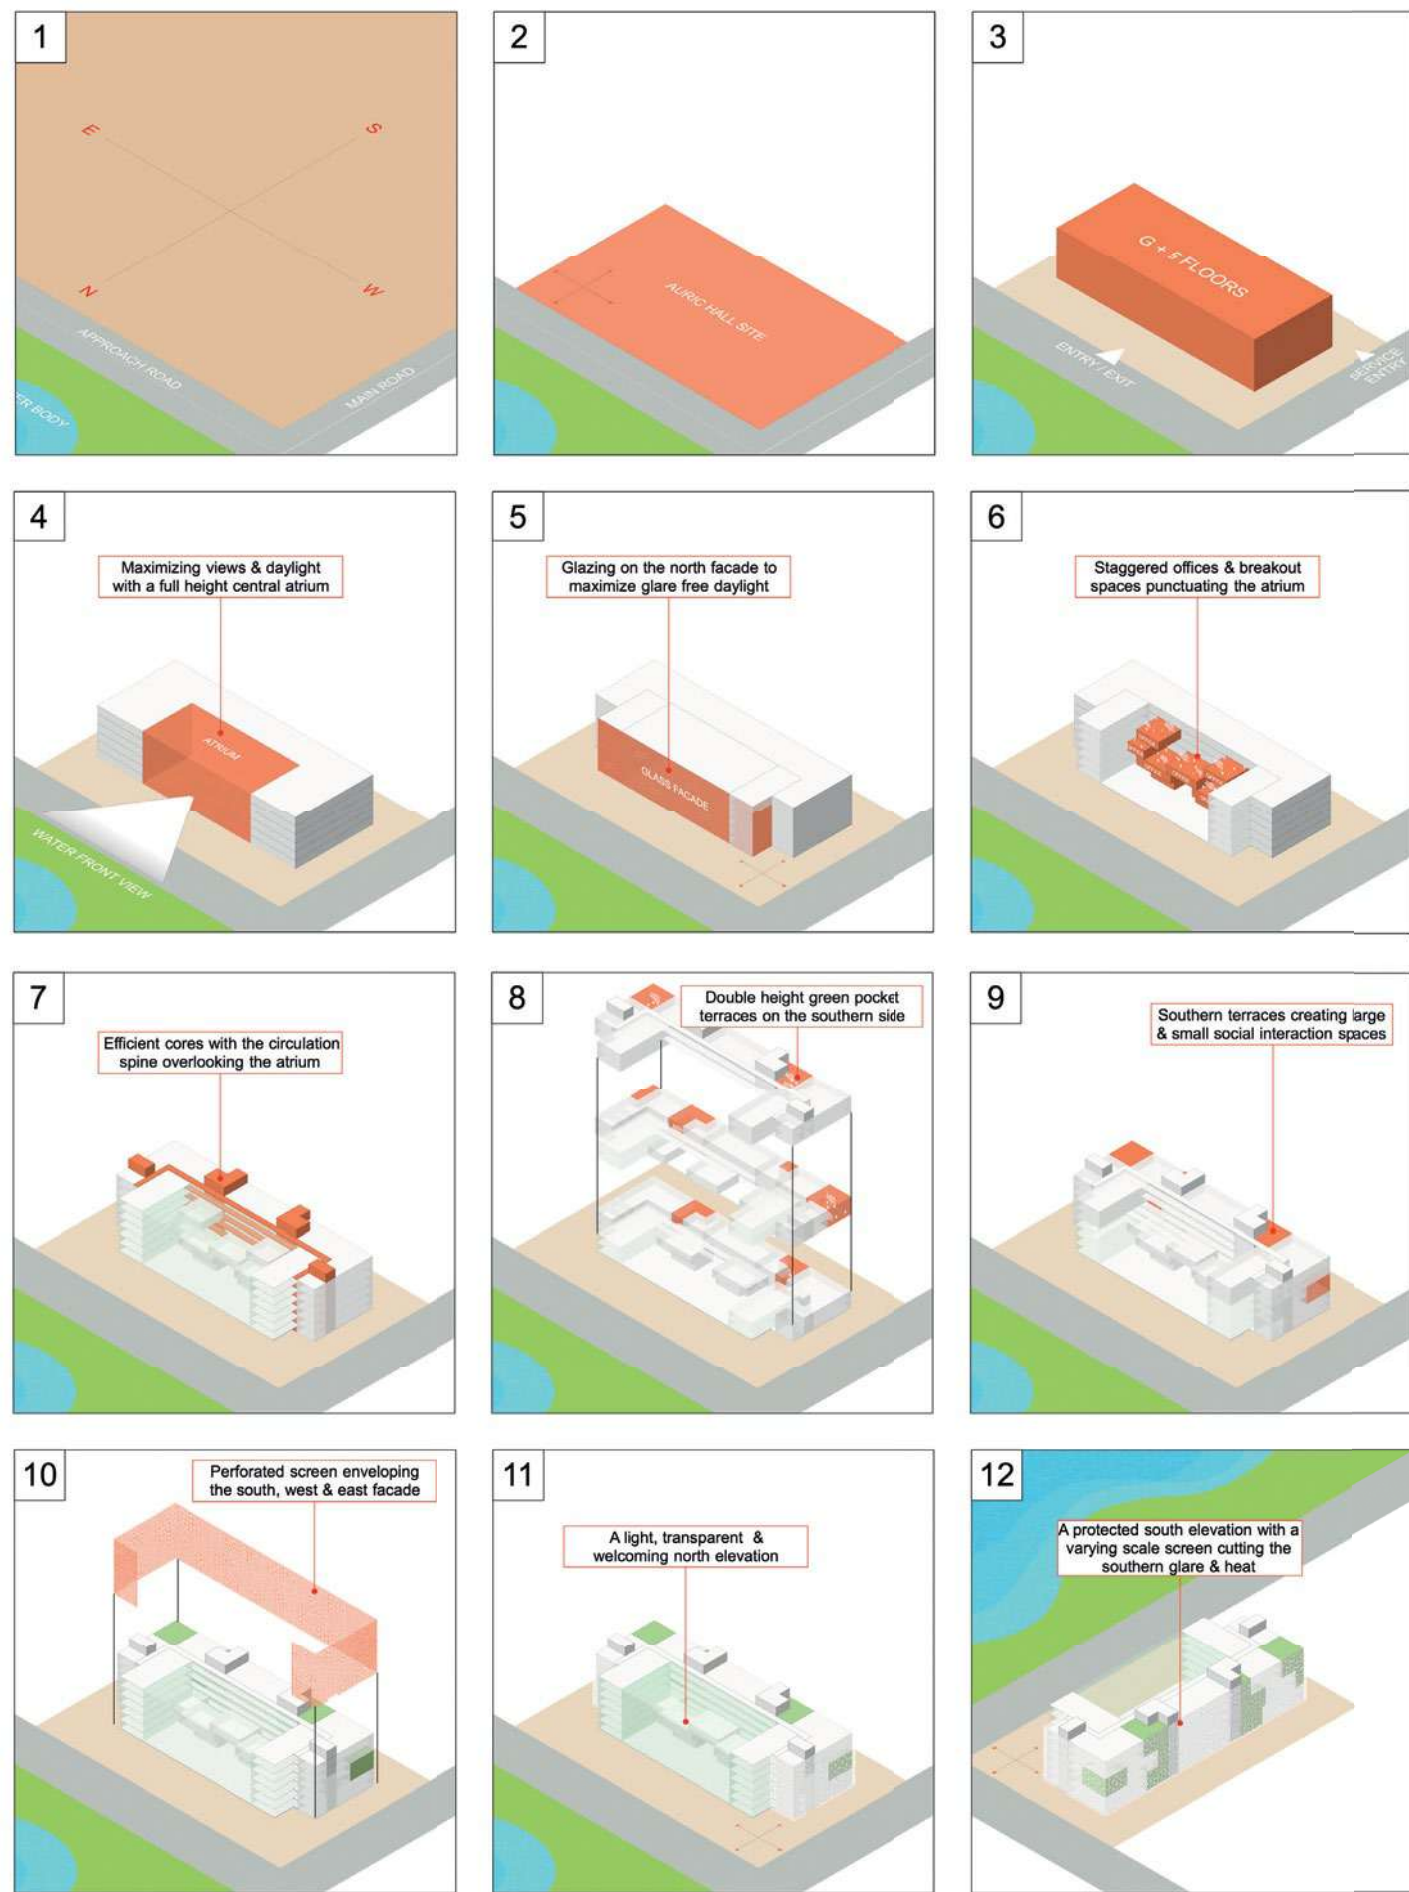 1
E
S
N
W
APPROACH ROAD
MAIN ROAD
ER BODY
2
AURIC HALL SITE
3
G + 5 FLOORS
ENTRY / EXIT
SERVICE
ENTRY
4
Maximizing views & daylight
with a full height central atrium
ATRIUM
WATER FRONT VIEW
5
Glazing on the north facade to
maximize glare free daylight
GLASS FACADE
6
Staggered offices & breakout
spaces punctuating the atrium
7
Efficient cores with the circulation
spine overlooking the atrium
8
Double height green pocket
terraces on the southern side
9
Southern terraces creating large
& small social interaction spaces
10
Perforated screen enveloping
the south, west & east facade
11
A light, transparent &
welcoming north elevation
12
A protected south elevation with a
varying scale screen cutting the
southern glare & heat